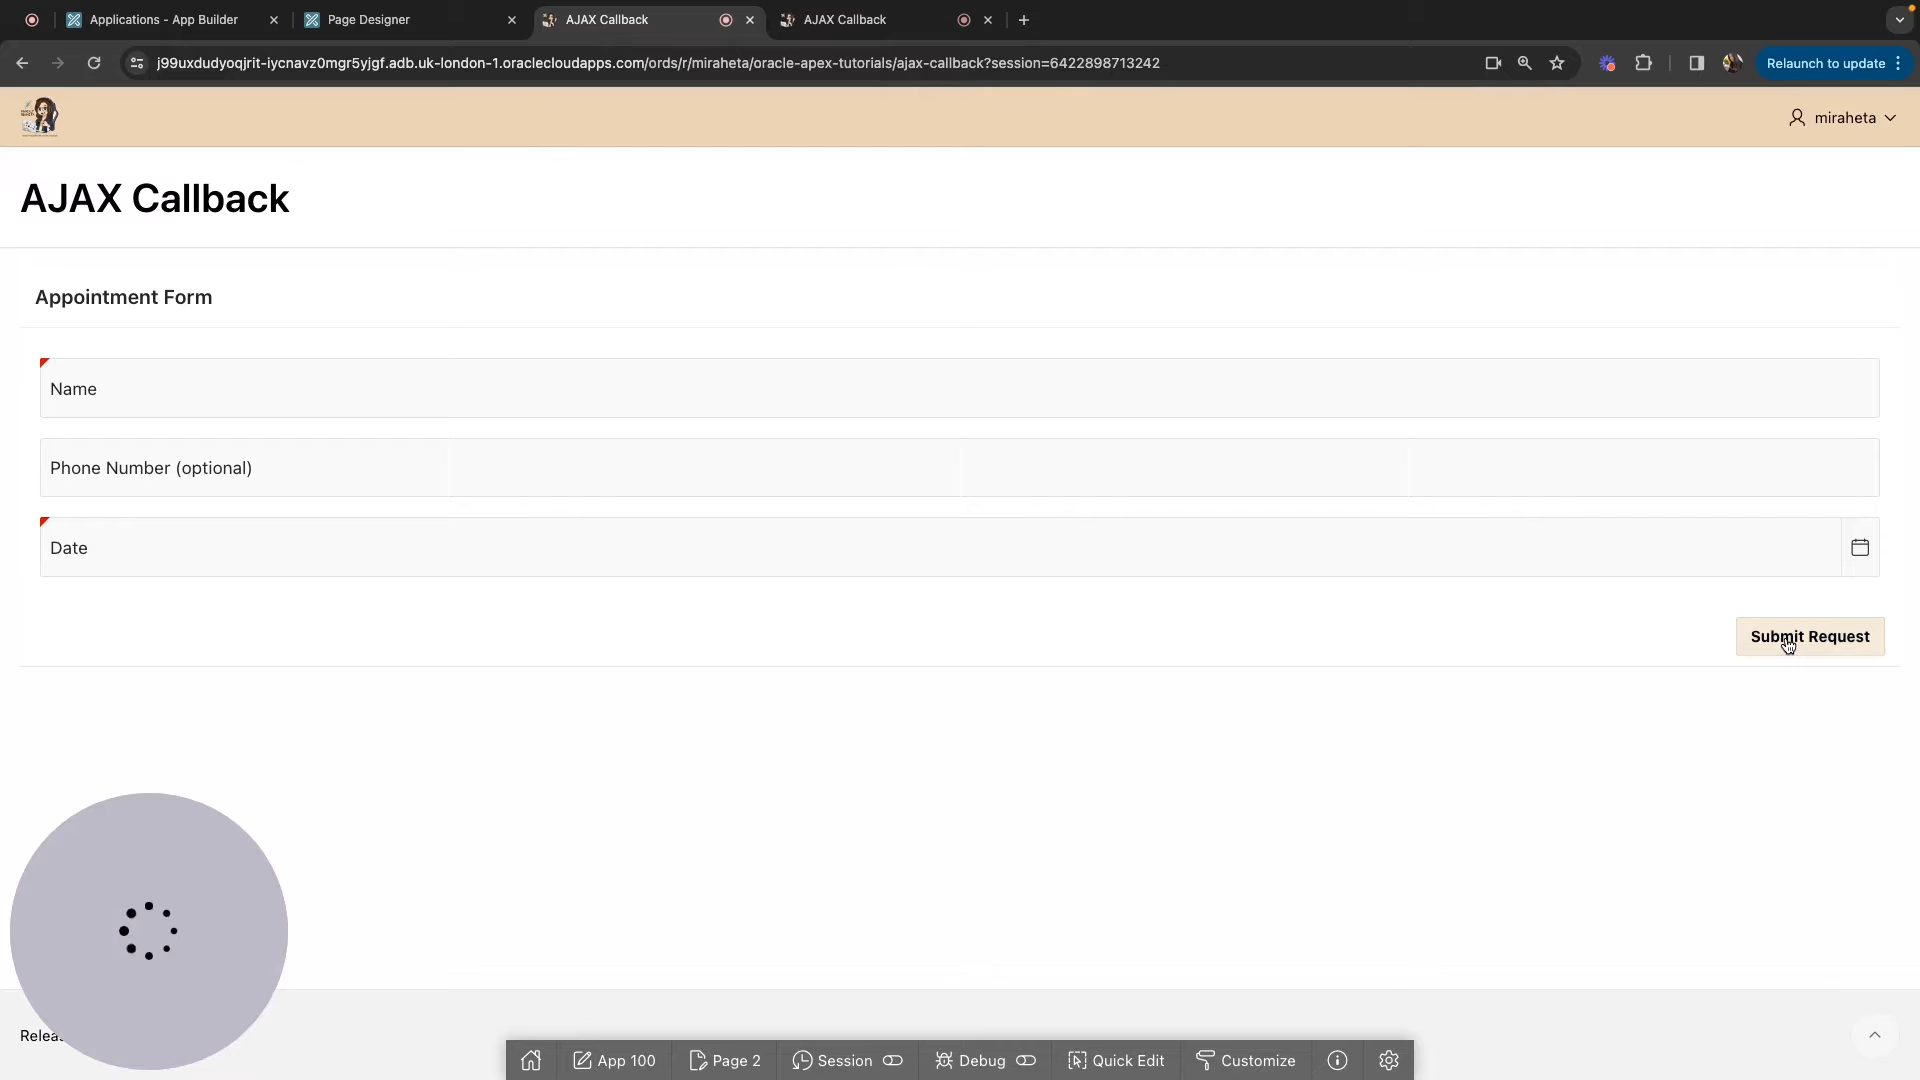 Applications - App Builder
Page Designer
AJAX Callback
AJAX Callback
j99uxdudyoqjrit-iycnavz0mgr5yjgf.adb.uk-london-1.oraclecloudapps.com/ords/r/miraheta/oracle-apex-tutorials/ajax-callback?session=6422898713242
Relaunch to update
miraheta
AJAX Callback
Appointment Form
Name
Phone Number (optional)
Date
Submit Request
App 100
Page 2
Session
Debug
Quick Edit
Customize